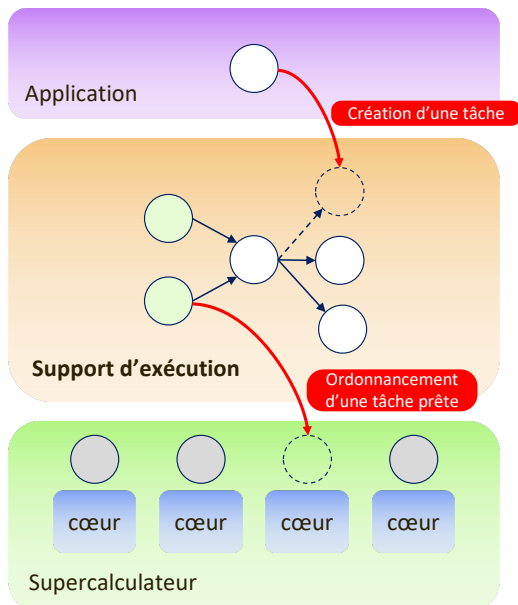 Application
Création d’une tâche
Support d’exécution
Ordonnancement
d’une tâche prête
cœur
cœur
cœur
cœur
Supercalculateur